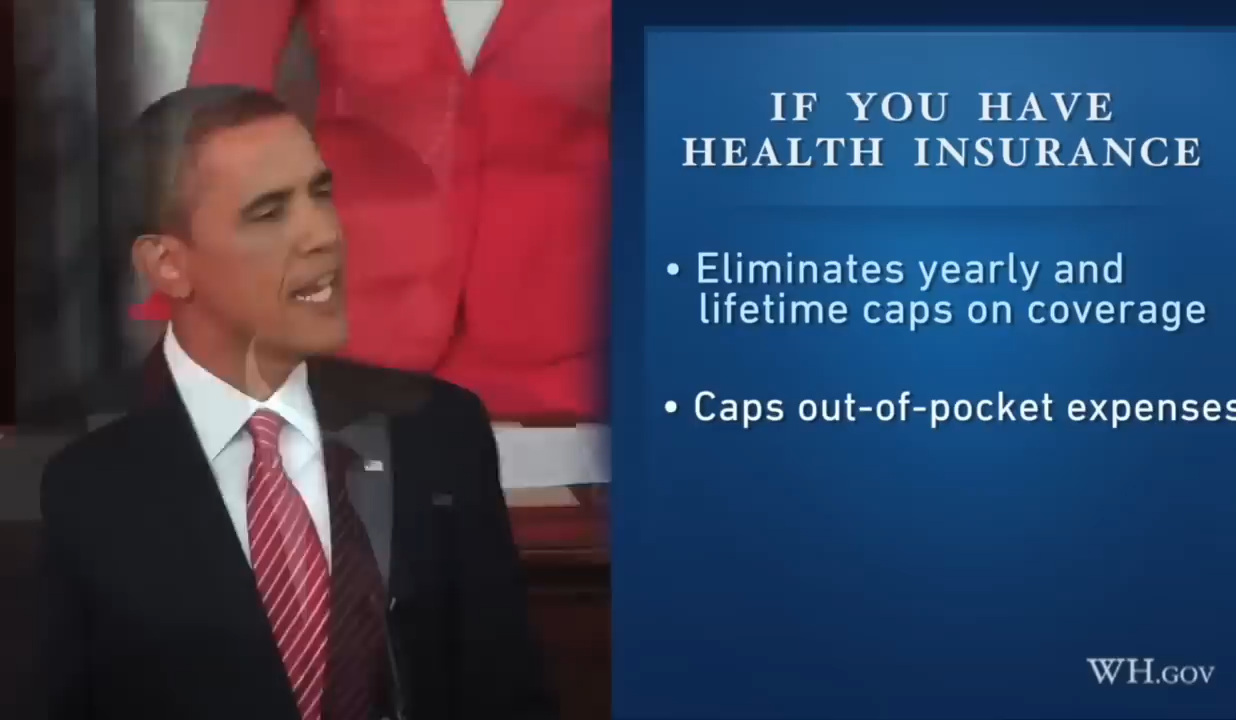 IF YOU HAVE
HEALTH INSURANCE
• Eliminates yearly and
lifetime caps on coverage
• Caps out-of-pocket expenses
WH.GOV